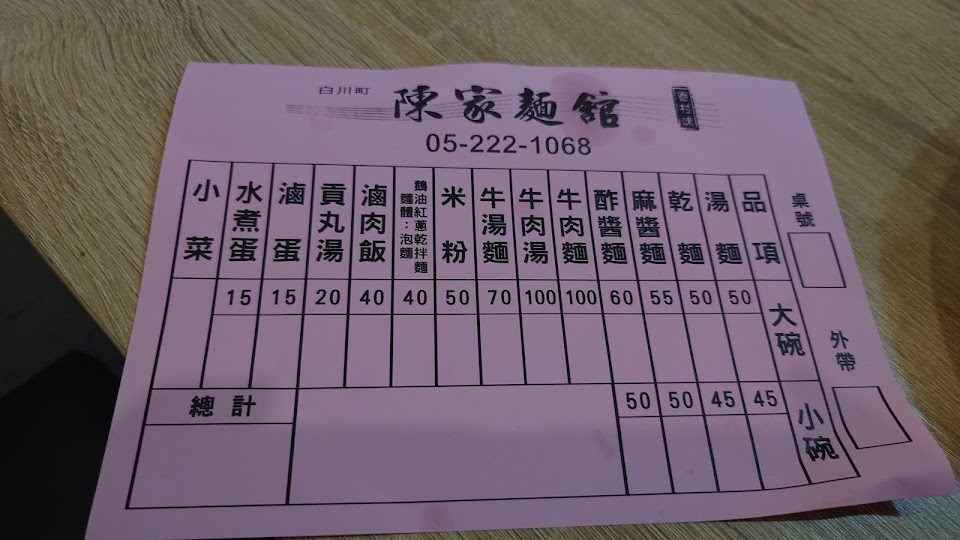 白川町
陳家麵館
眷村味
05-222-1068
桌號
外帶
品項
湯麵
乾麵
麻醬麵
酢醬麵
牛肉麵
牛肉湯
牛湯麵
米粉
鵝油紅蔥乾拌麵
麵體：泡麵
滷肉飯
貢丸湯
滷蛋
水煮蛋
小菜
大碗
50
50
55
60
100
100
70
50
40
40
20
15
15
小碗
45
45
50
50
總計